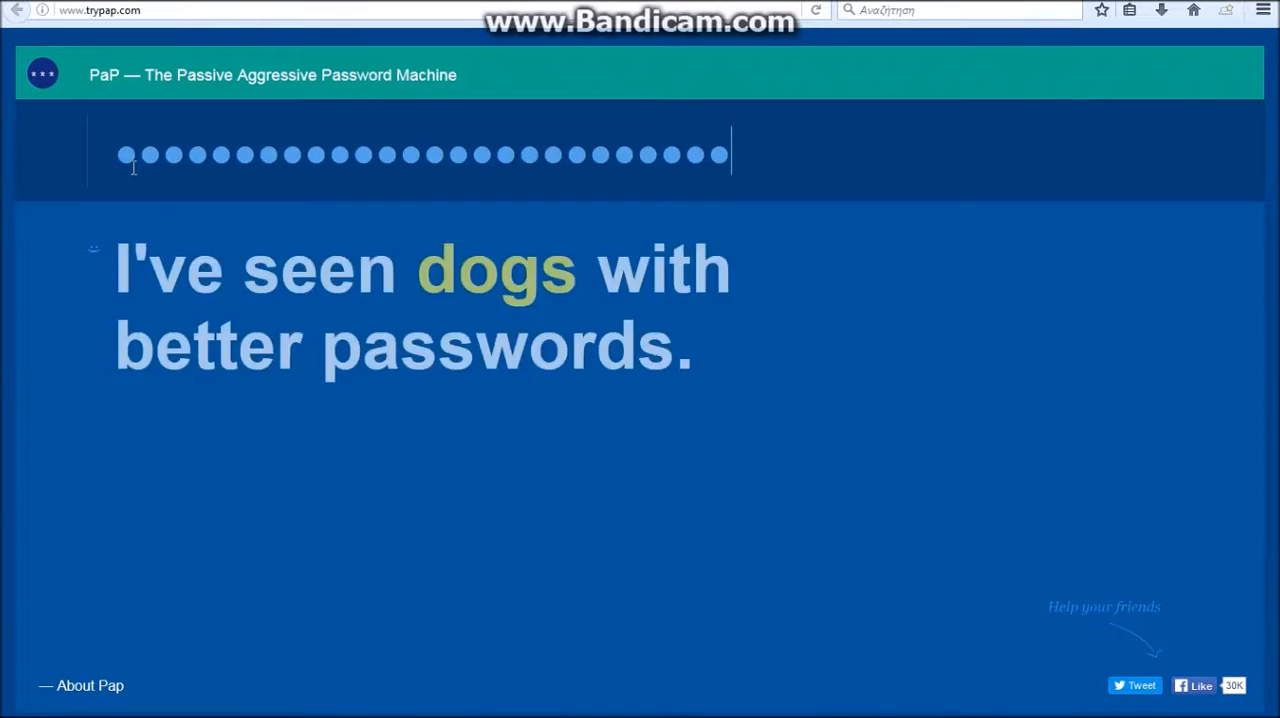 www.trypap.com
www.Bandicam.com
Αναζήτηση
PaP — The Passive Aggressive Password Machine
I've seen dogs with
better passwords.
Help your friends
— About Pap
Tweet
Like
30K